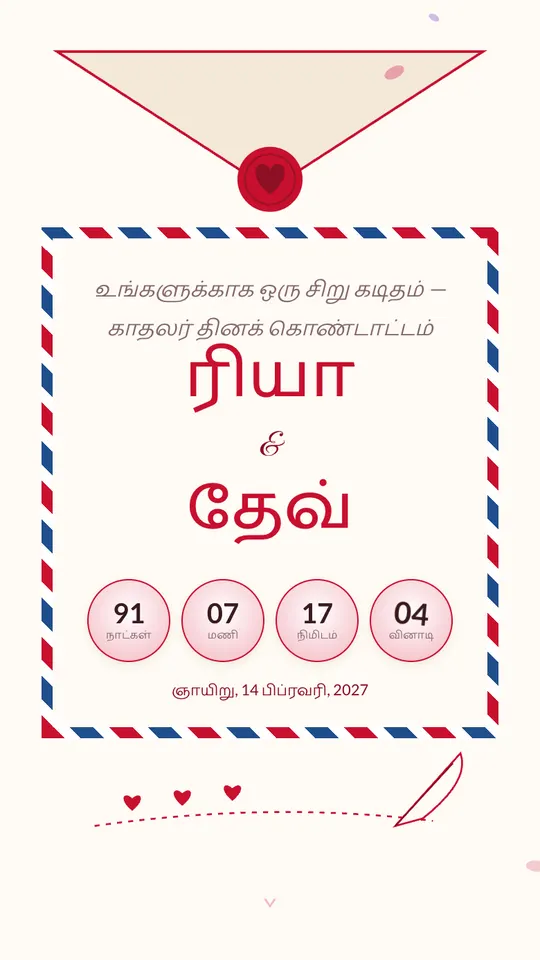 உங்களுக்காக ஒரு சிறு கடிதம் —
காதலர் தினக் கொண்டாட்டம்
ரியா
&
தேவ்
91 07 17 04
நாட்கள் மணி நிமிடம் வினாடி
ஞாயிறு, 14 பிப்ரவரி, 2027